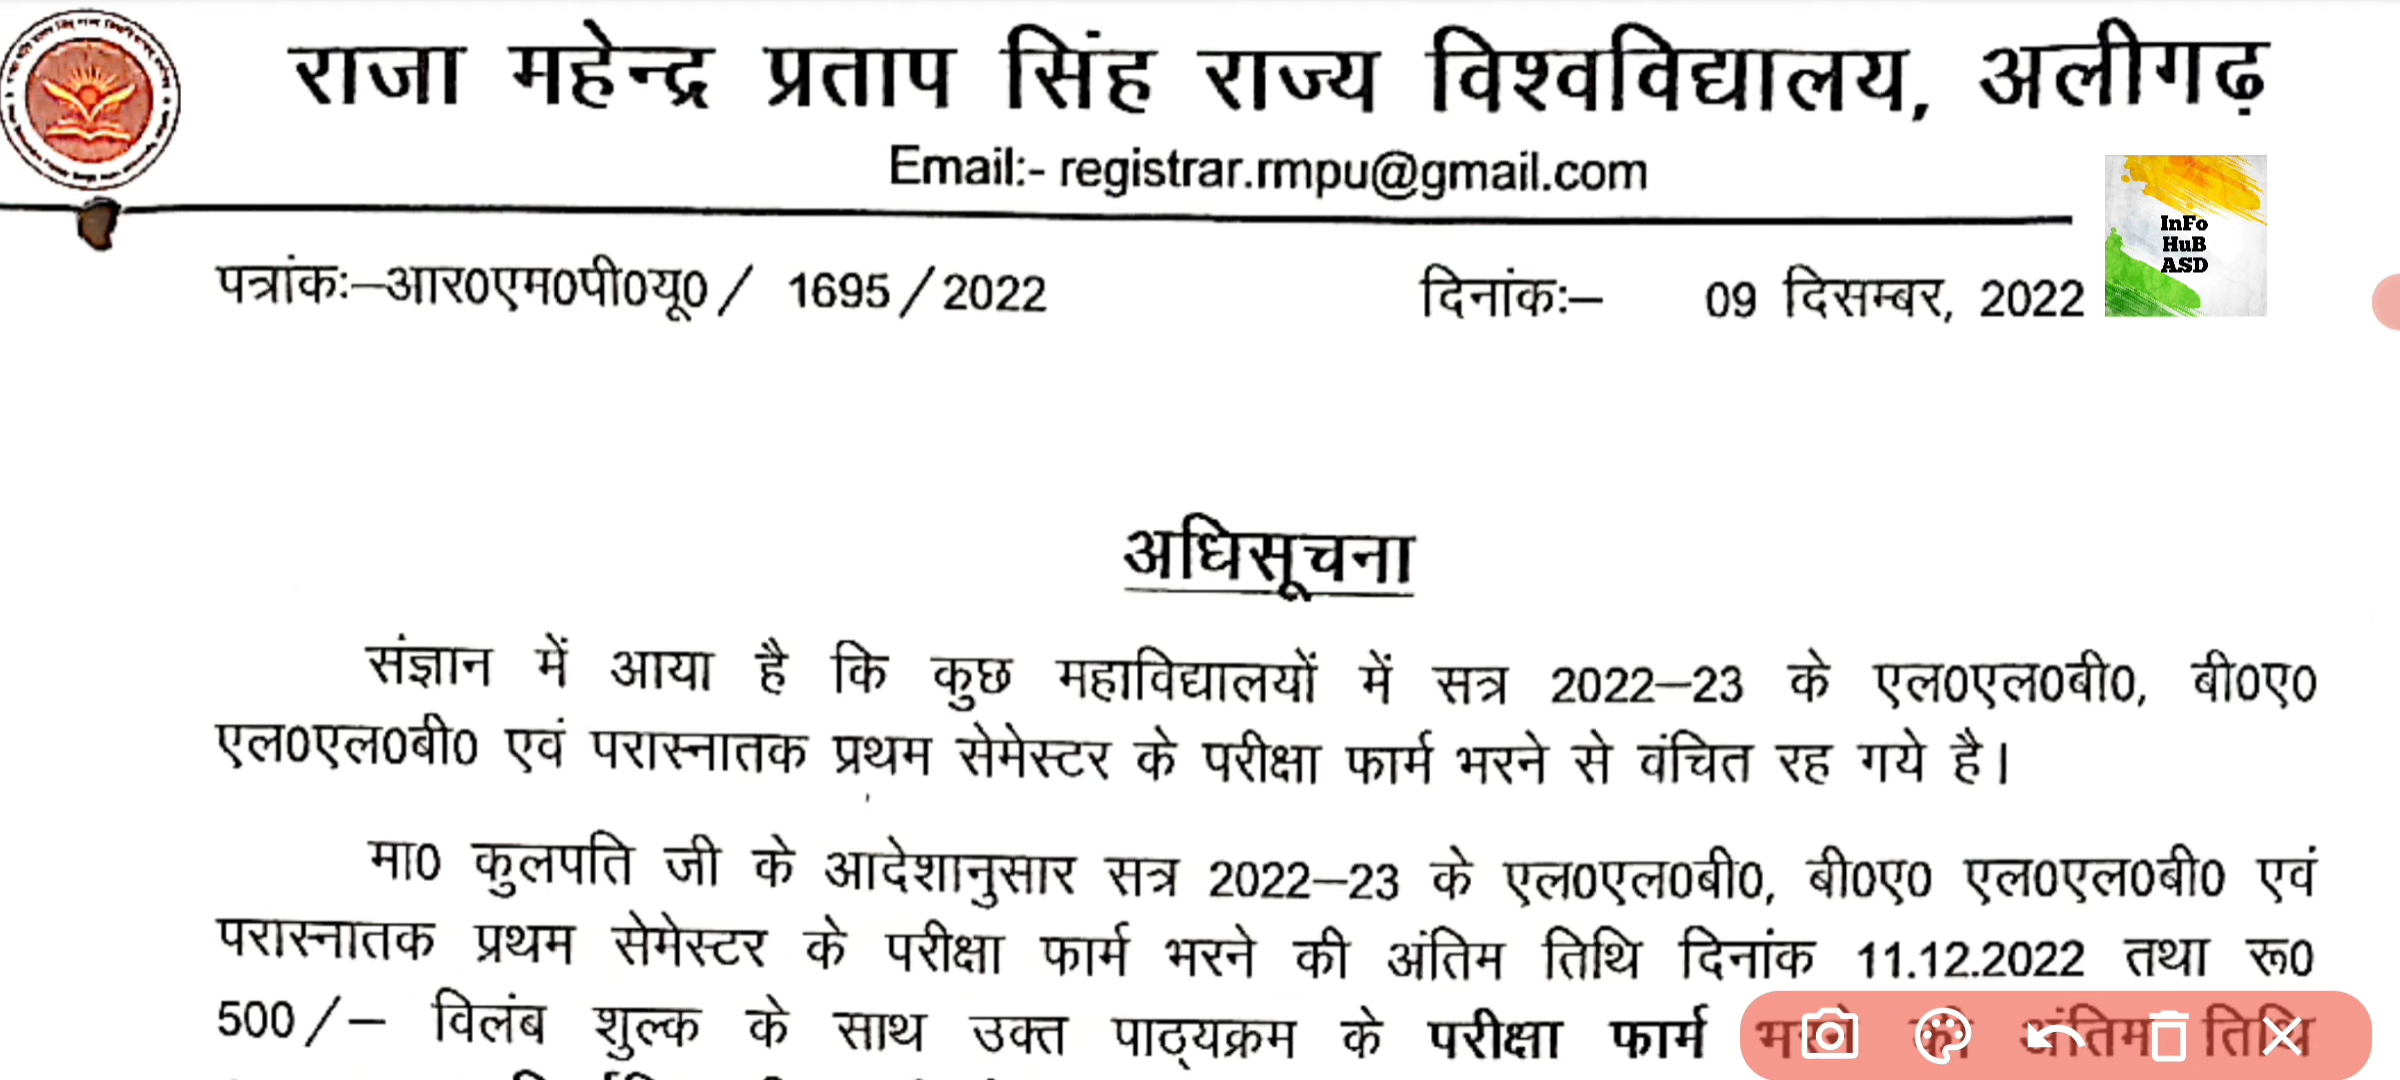 राजा महेन्द्र प्रताप सिंह राज्य विश्वविद्यालय, अलीगढ़
Email:- registrar.rmpu@gmail.com
InFo
HuB
ASD
पत्रांकः–आर0एम0पी0यू0 / 1695 / 2022 दिनांकः– 09 दिसम्बर, 2022
अधिसूचना
संज्ञान में आया है कि कुछ महाविद्यालयों में सत्र 2022–23 के एल0एल0बी0, बी0ए0
एल0एल0बी0 एवं परास्नातक प्रथम सेमेस्टर के परीक्षा फार्म भरने से वंचित रह गये है।
मा0 कुलपति जी के आदेशानुसार सत्र 2022–23 के एल0एल0बी0, बी0ए0 एल0एल0बी0 एवं
परास्नातक प्रथम सेमेस्टर के परीक्षा फार्म भरने की अंतिम तिथि दिनांक 11.12.2022 तथा रू0
500 /– विलंब शुल्क के साथ उक्त पाठ्यक्रम के परीक्षा फार्म भरने की अंतिम तिथि